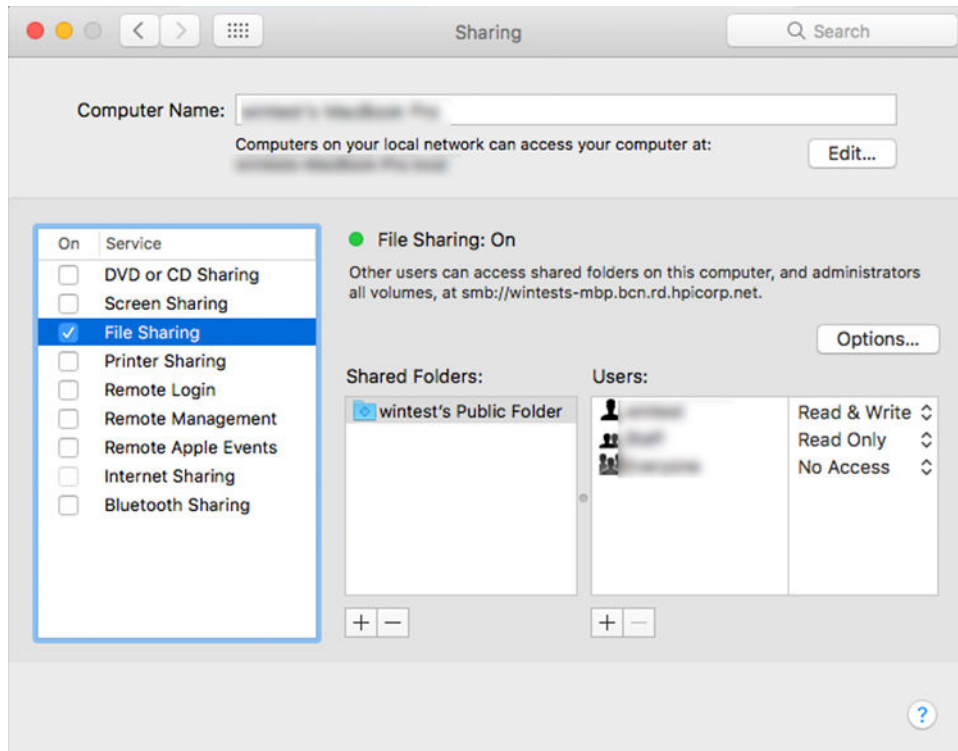 Sharing
Search
Computer Name:
Computers on your local network can access your computer at:
Edit...
On Service
DVD or CD Sharing
Screen Sharing
File Sharing
Printer Sharing
Remote Login
Remote Management
Remote Apple Events
Internet Sharing
Bluetooth Sharing
File Sharing: On
Other users can access shared folders on this computer, and administrators
all volumes, at smb://wintests-mbp.bcn.rd.hpicorp.net.
Options...
Shared Folders:
wintest's Public Folder
Users:
Read & Write
Read Only
No Access
+ −
+ −
?